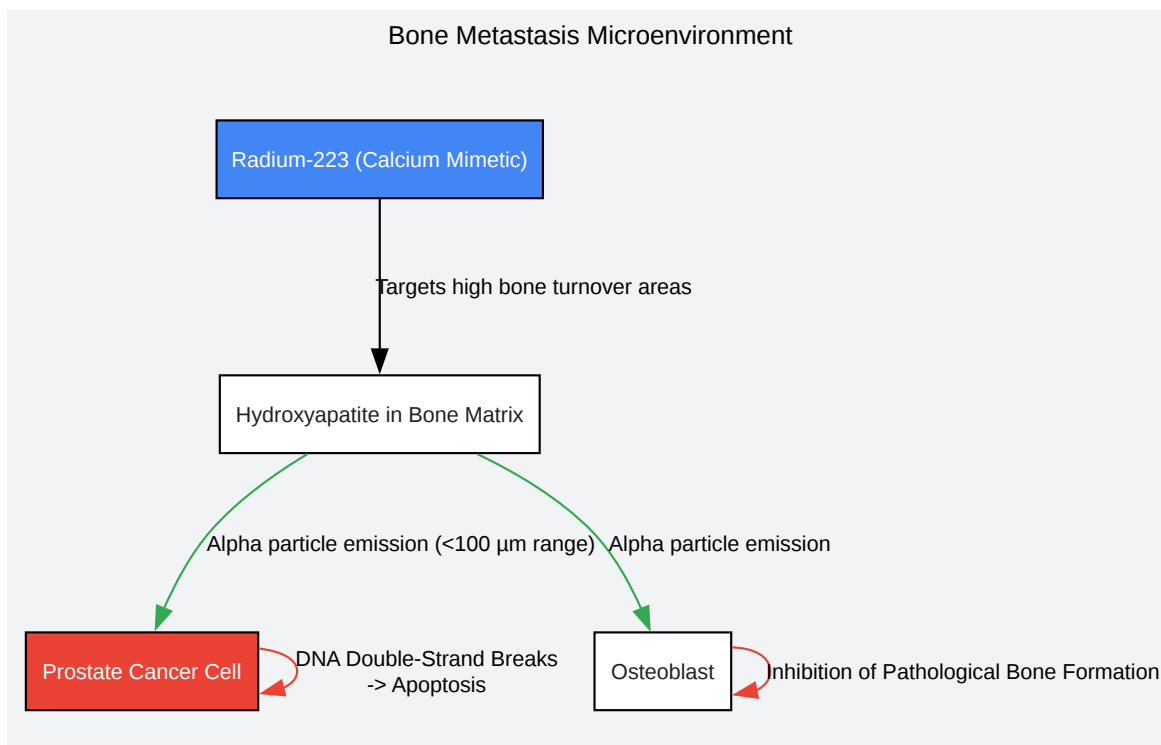 Bone Metastasis Microenvironment
Radium-223 (Calcium Mimetic)
Targets high bone turnover areas
Hydroxyapatite in Bone Matrix
Alpha particle emission (<100 µm range)
Alpha particle emission
Prostate Cancer Cell
DNA Double-Strand Breaks
-> Apoptosis
Osteoblast
Inhibition of Pathological Bone Formation